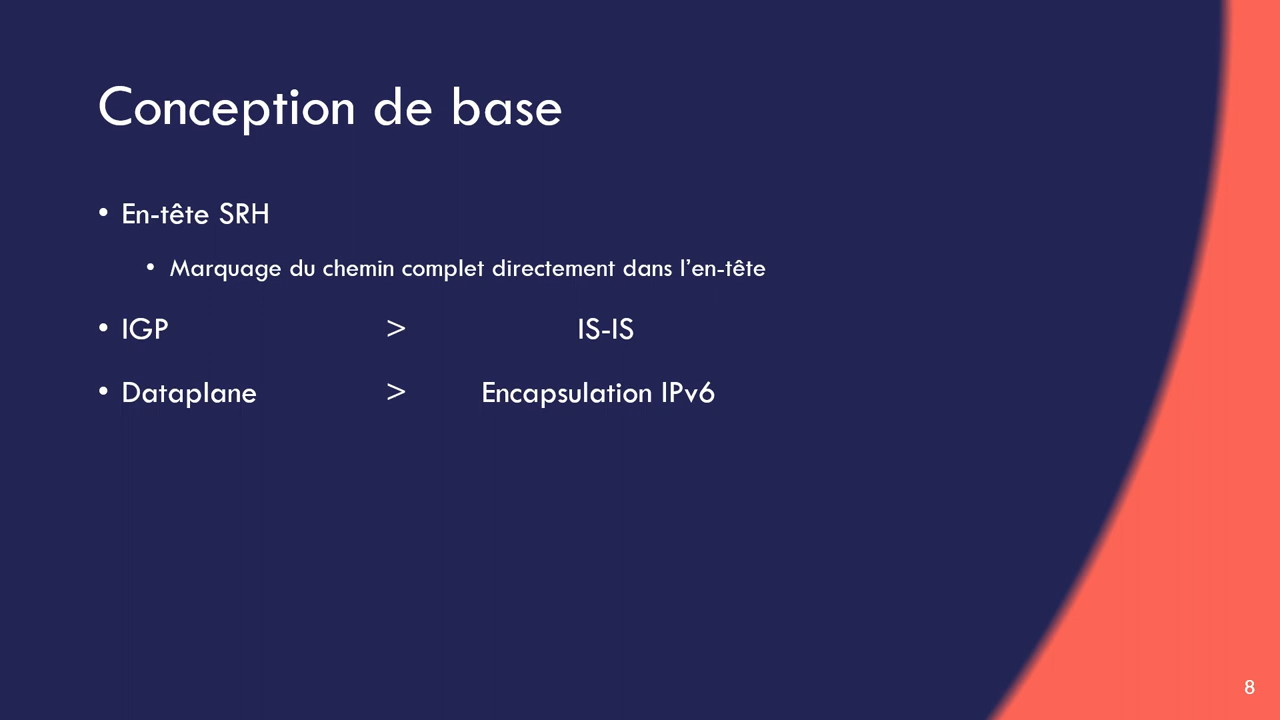 Conception de base
• En-tête SRH
• Marquage du chemin complet directement dans l’en-tête
• IGP > IS-IS
• Dataplane > Encapsulation IPv6
8